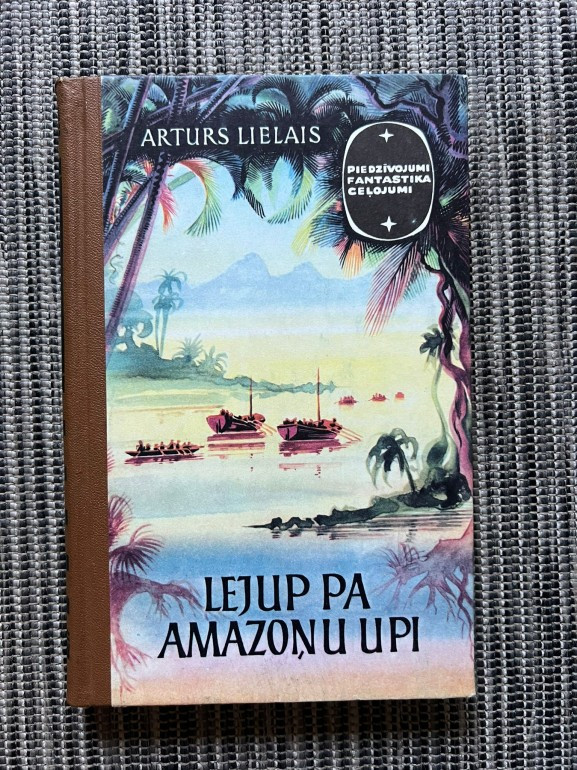 ARTURS LIELAIS
PIEDZĪVOJUMI
FANTASTIKA
CEĻOJUMI
LEJUP PA
AMAZOŅU UPI